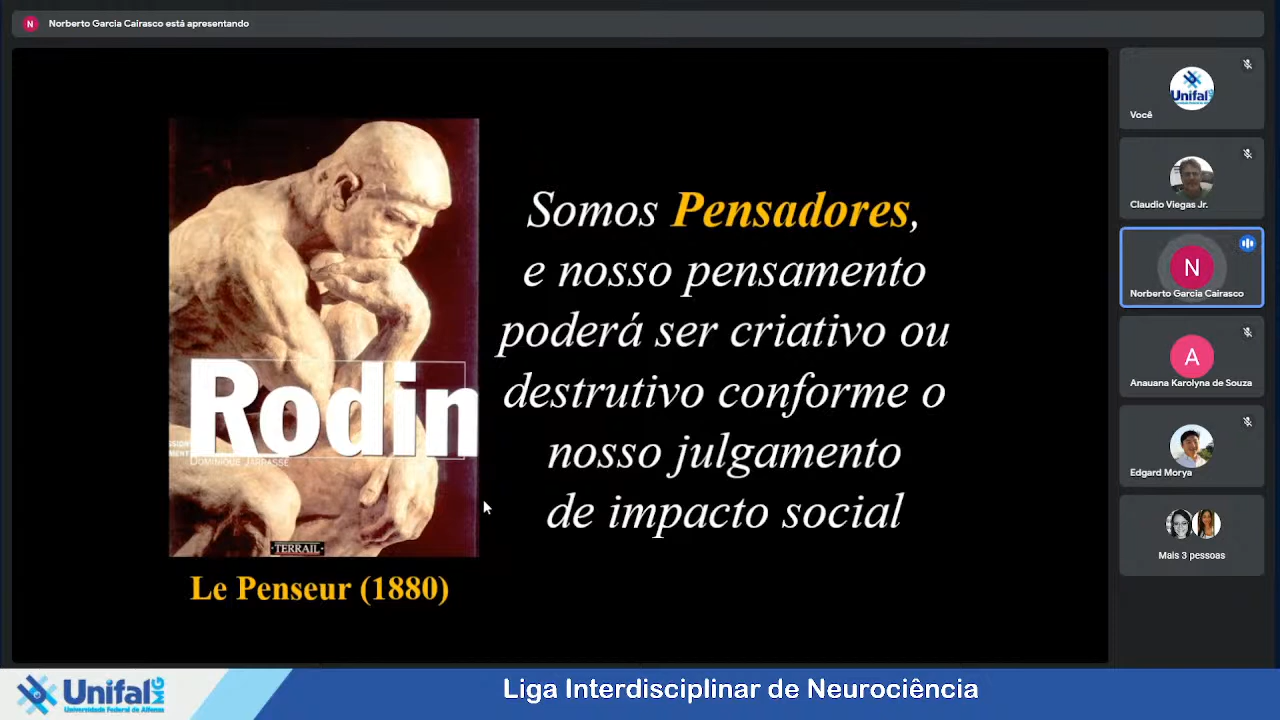 N Norberto Garcia Cairasco está apresentando
Somos Pensadores,
e nosso pensamento
poderá ser criativo ou
destrutivo conforme o
nosso julgamento
de impacto social
Rodin
DOMINIQUE JARRASSÉ
·TERRAIL·
Le Penseur (1880)
Unifal
Você
Claudio Viegas Jr.
N
Norberto Garcia Cairasco
A
Anauana Karolyna de Souza
Edgard Morya
Mais 3 pessoas
Unifal MG
Universidade Federal de Alfenas
Liga Interdisciplinar de Neurociência